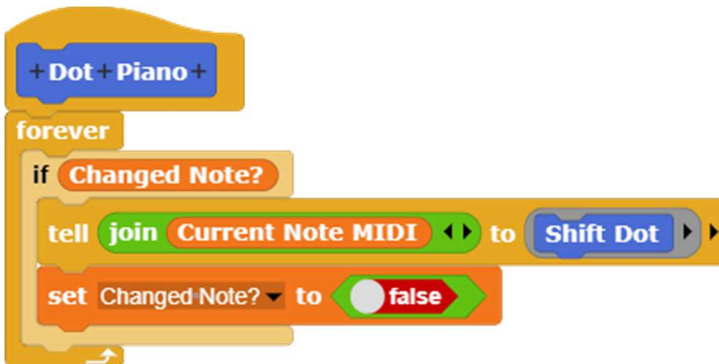 +Dot+Piano+
forever
if Changed Note?
tell join Current Note MIDI to Shift Dot
set Changed Note? to false